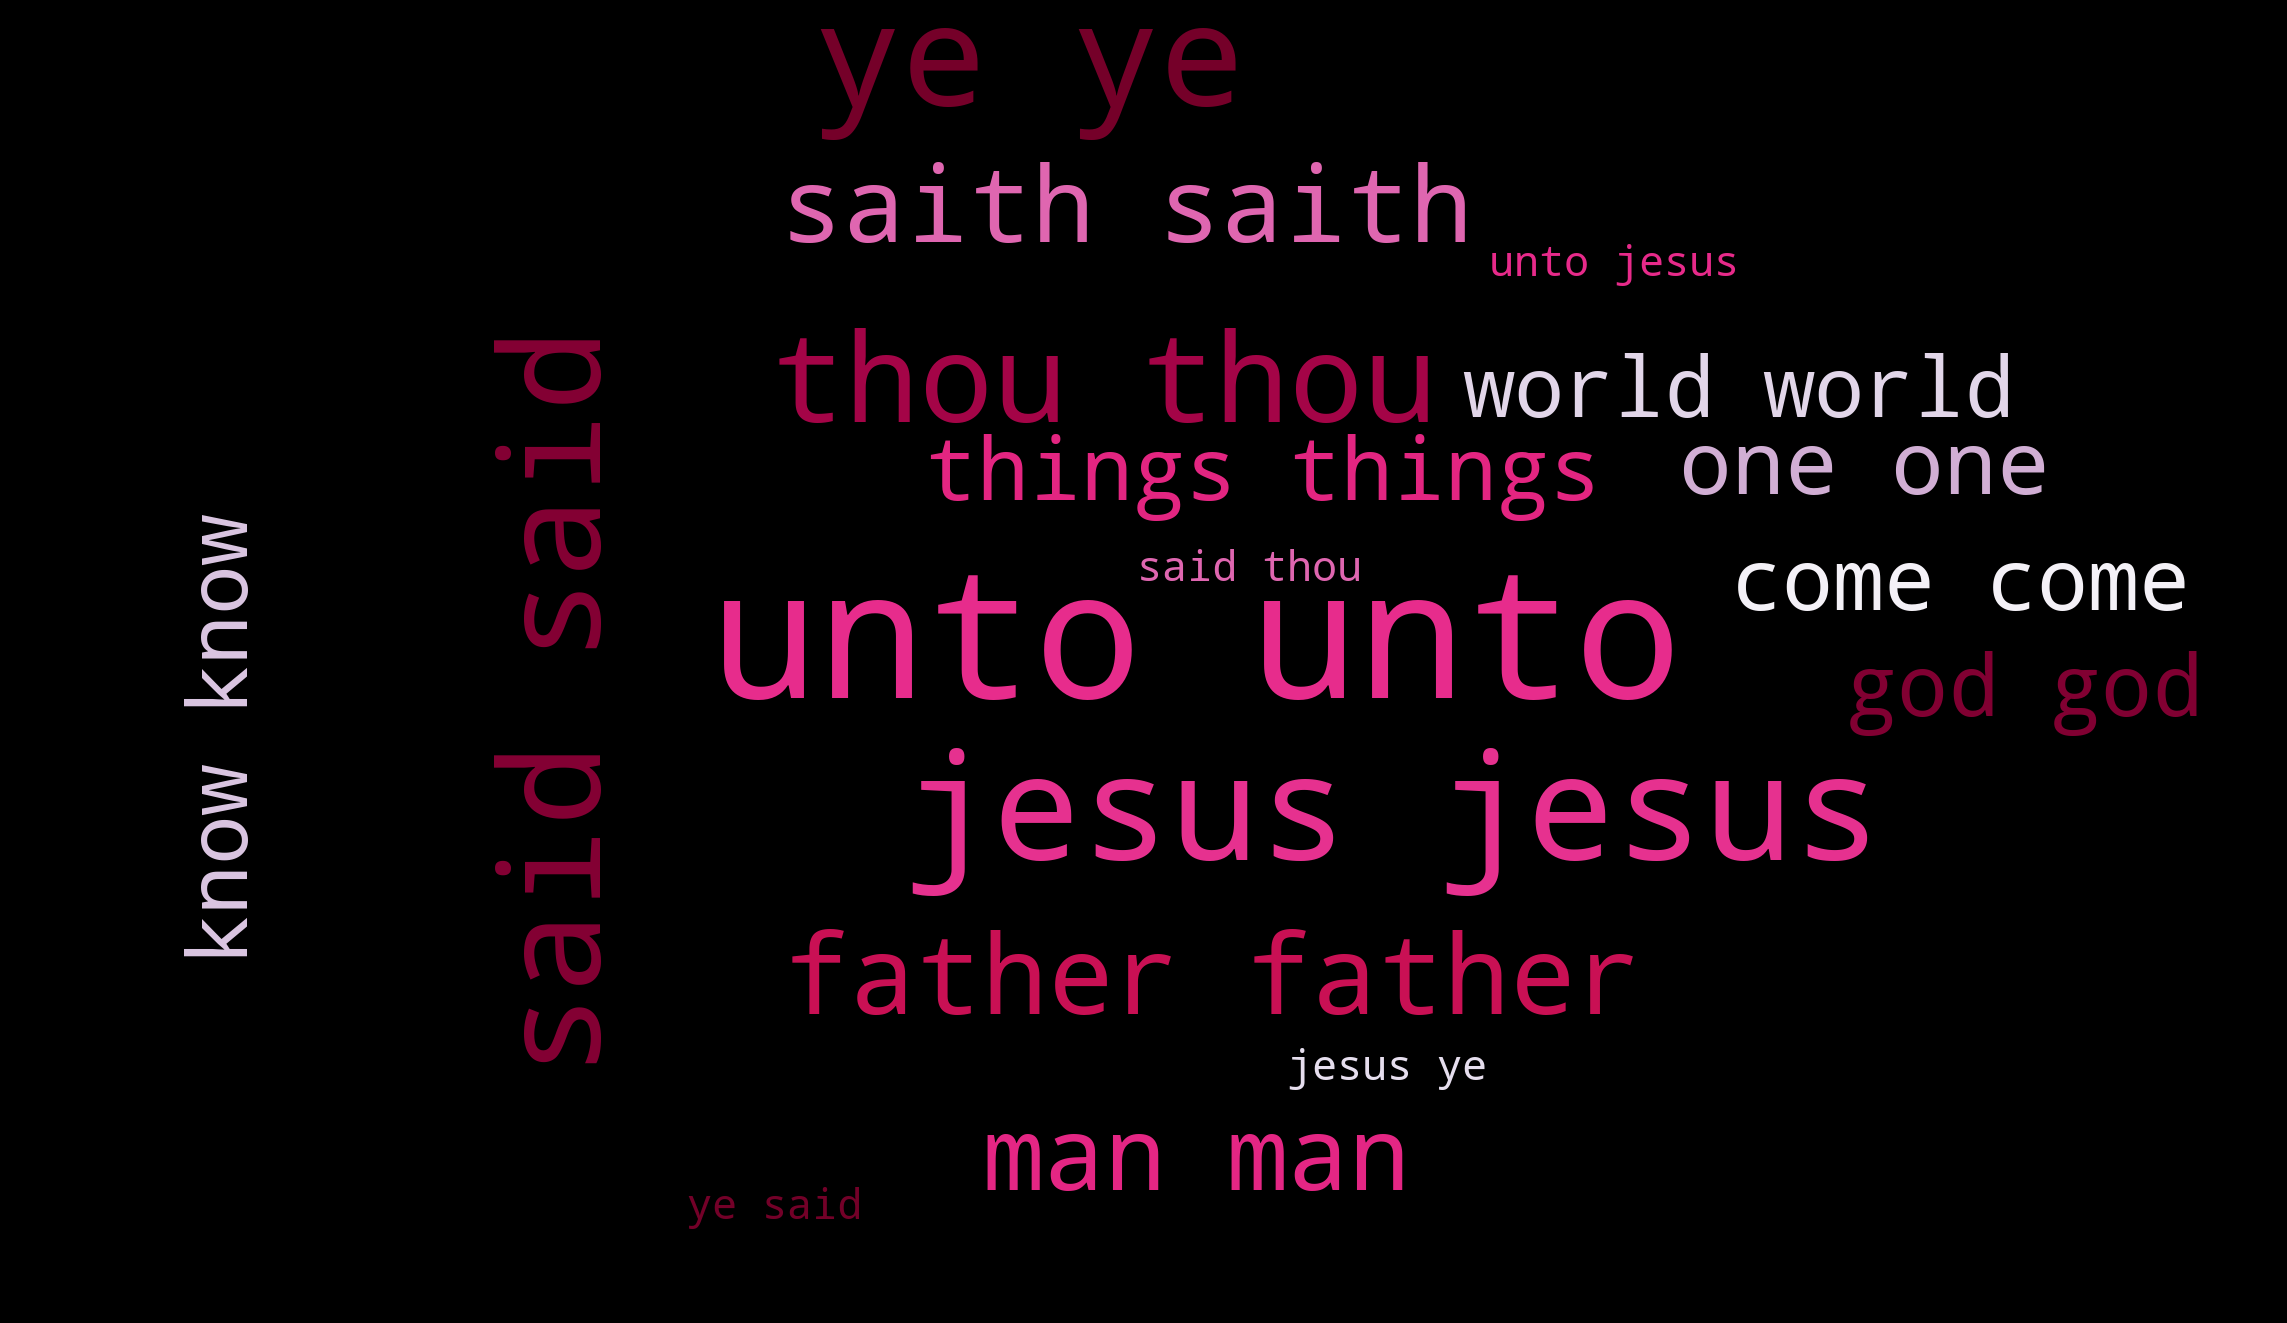 ye ye
saith saith
unto jesus
thou thou
world world
things things
one one
said thou
come come
unto unto
god god
know know
said said
jesus jesus
father father
jesus ye
man man
ye said